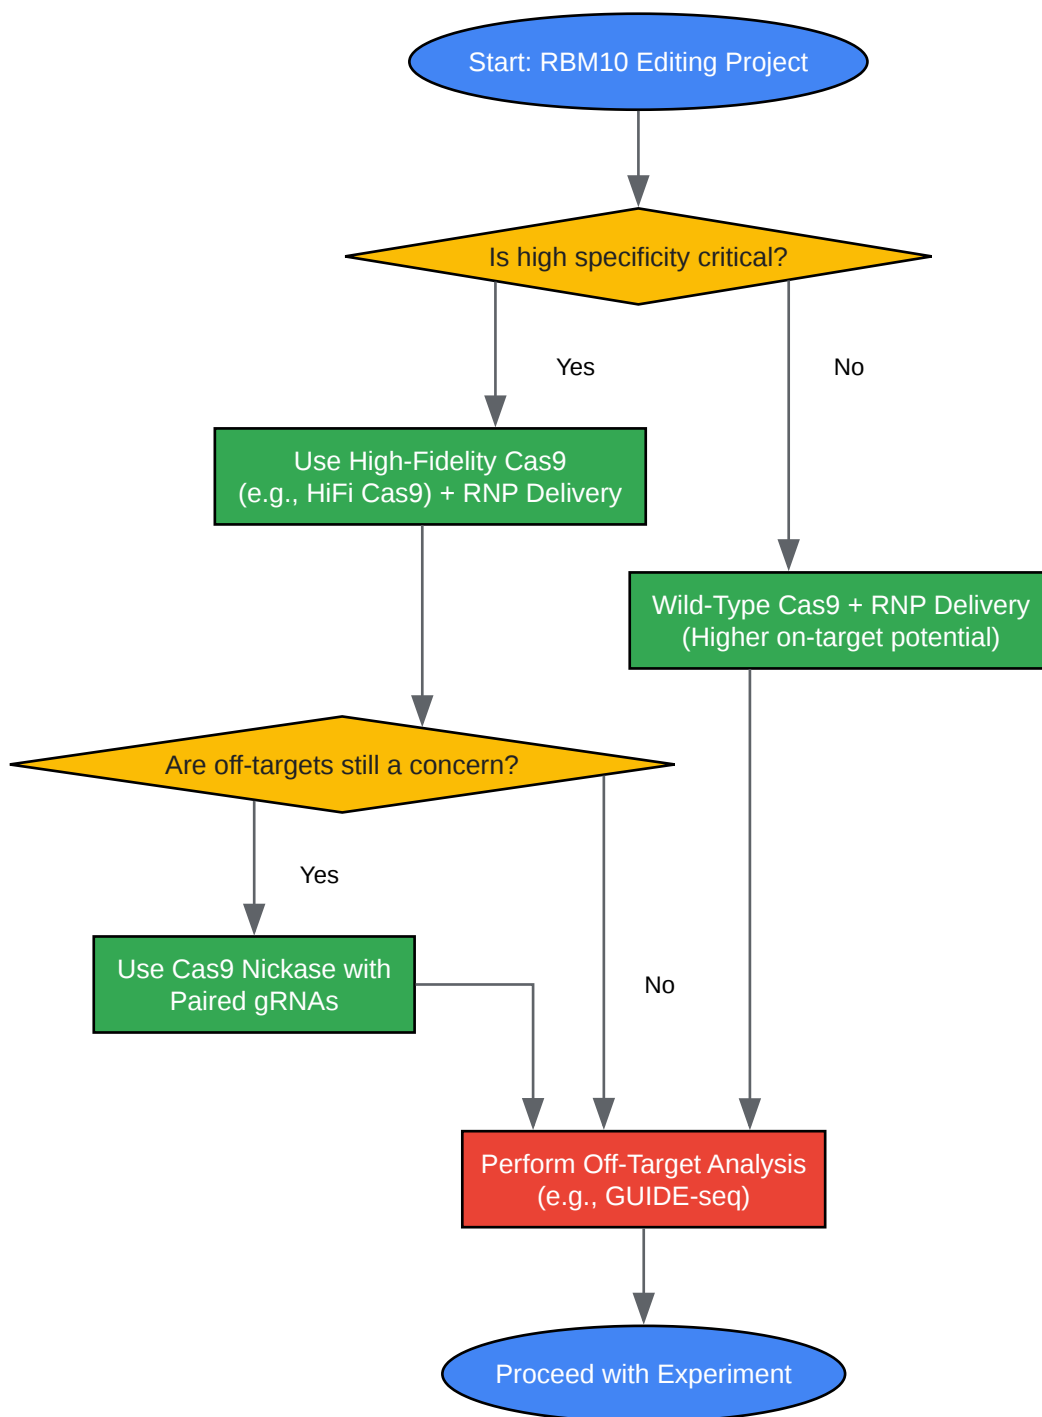 Start: RBM10 Editing Project
Is high specificity critical?
Yes
No
Use High-Fidelity Cas9
(e.g., HiFi Cas9) + RNP Delivery
Wild-Type Cas9 + RNP Delivery
(Higher on-target potential)
Are off-targets still a concern?
Yes
Use Cas9 Nickase with
Paired gRNAs
No
Perform Off-Target Analysis
(e.g., GUIDE-seq)
Proceed with Experiment